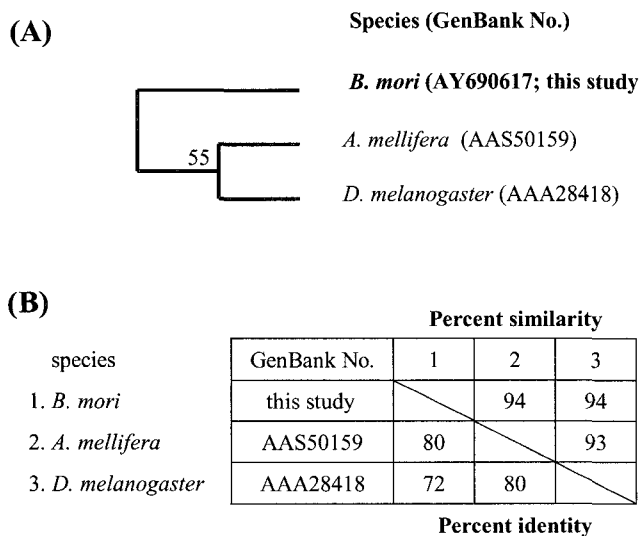 (A)
Species (GenBank No.)
B. mori (AY690617; this study
55
A. mellifera (AAS50159)
D. melanogaster (AAA28418)
(B)
Percent similarity
species GenBank No. 1 2 3
1. B. mori this study 94 94
2. A. mellifera AAS50159 80 93
3. D. melanogaster AAA28418 72 80
Percent identity